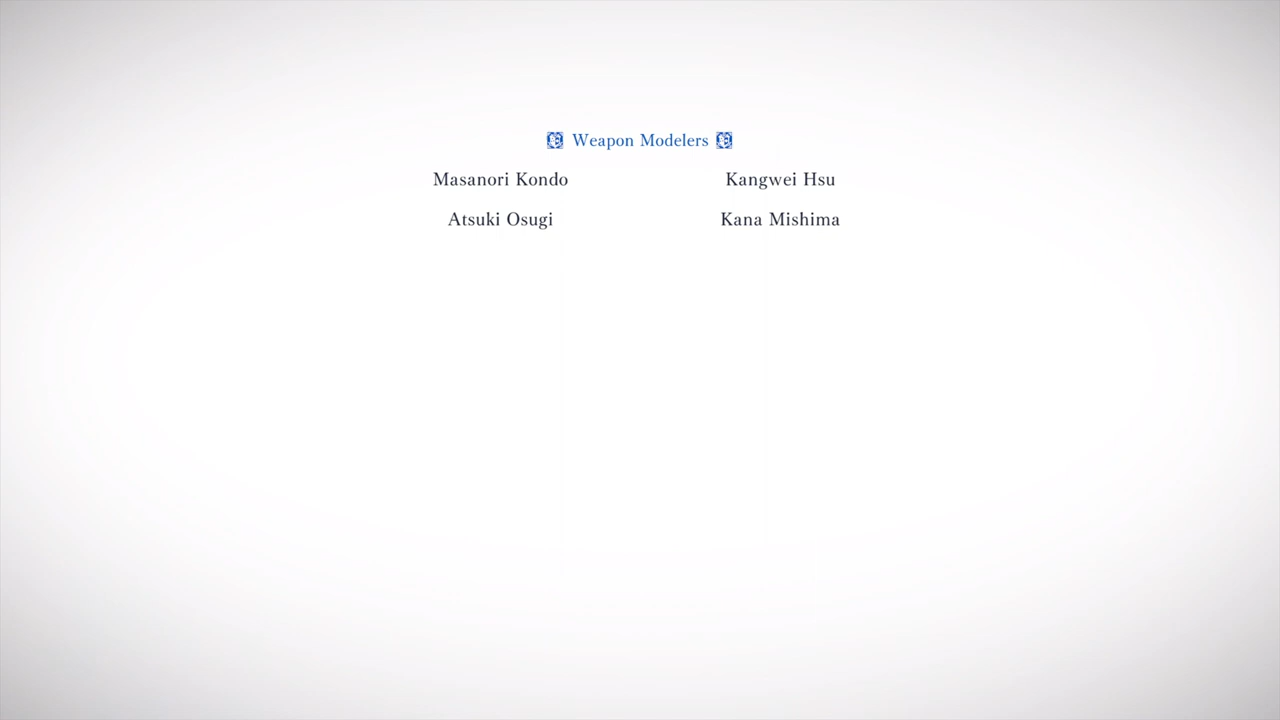 Weapon Modelers
Masanori Kondo Kangwei Hsu
Atsuki Osugi Kana Mishima